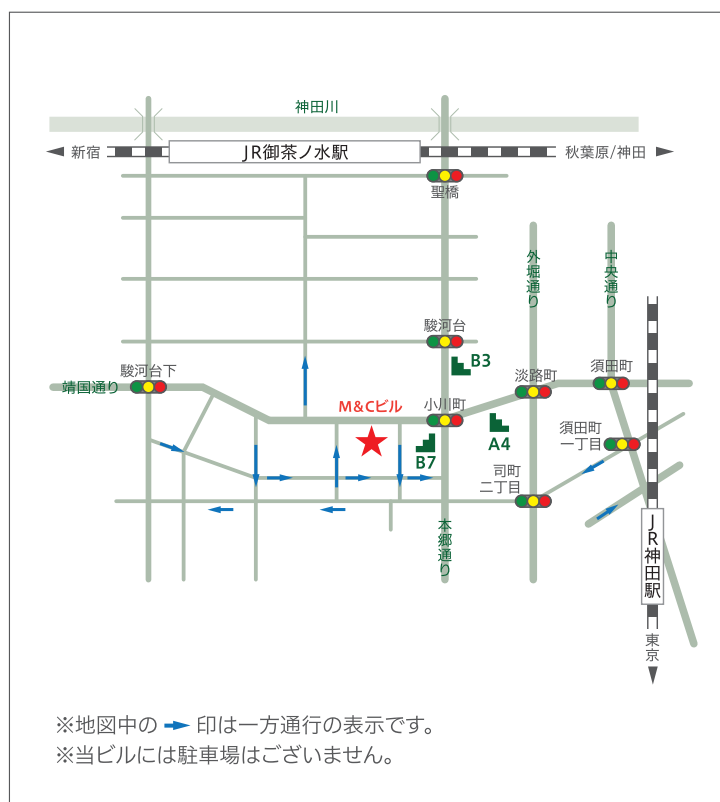 神田川
新宿
JR御茶ノ水駅
秋葉原/神田
聖橋
外堀通り
中央通り
駿河台
B3
駿河台下
靖国通り
M&Cビル
小川町
淡路町
須田町
A4
須田町
一丁目
B7
司町
二丁目
本郷通り
JR神田駅
東京
※地図中の 印は一方通行の表示です。
※当ビルには駐車場はございません。